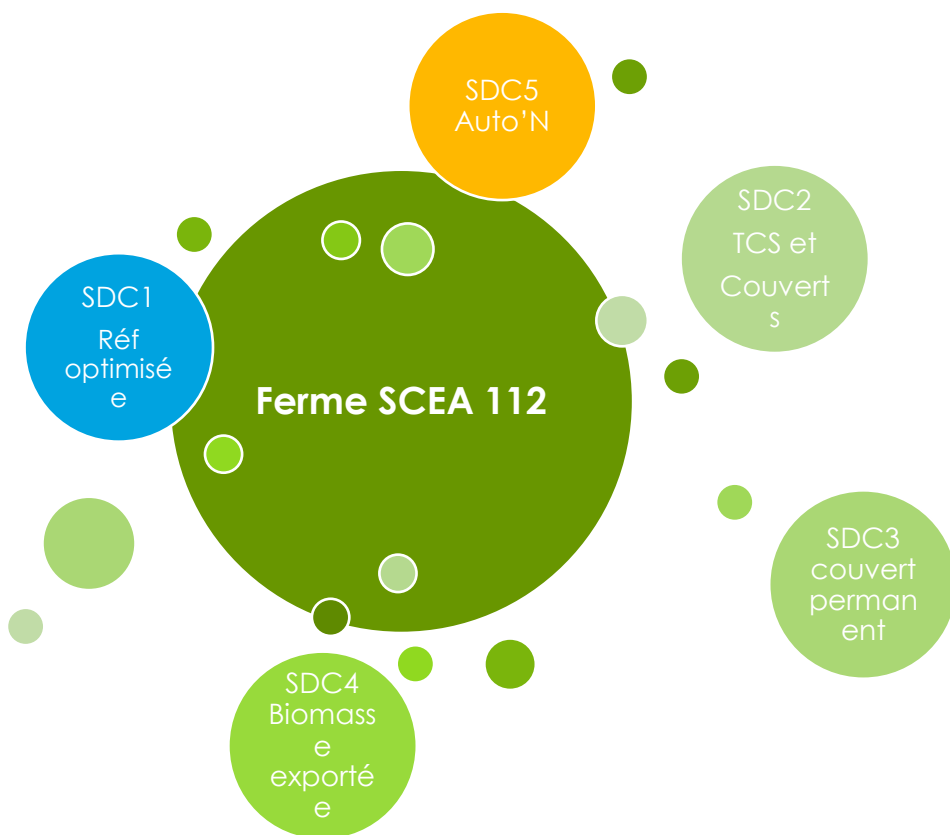 SDC5
Auto’N
SDC2
TCS et
Couvert
s
SDC1
Réf
optimisé
e
Ferme SCEA 112
SDC3
couvert
perman
ent
SDC4
Biomass
e
exporté
e